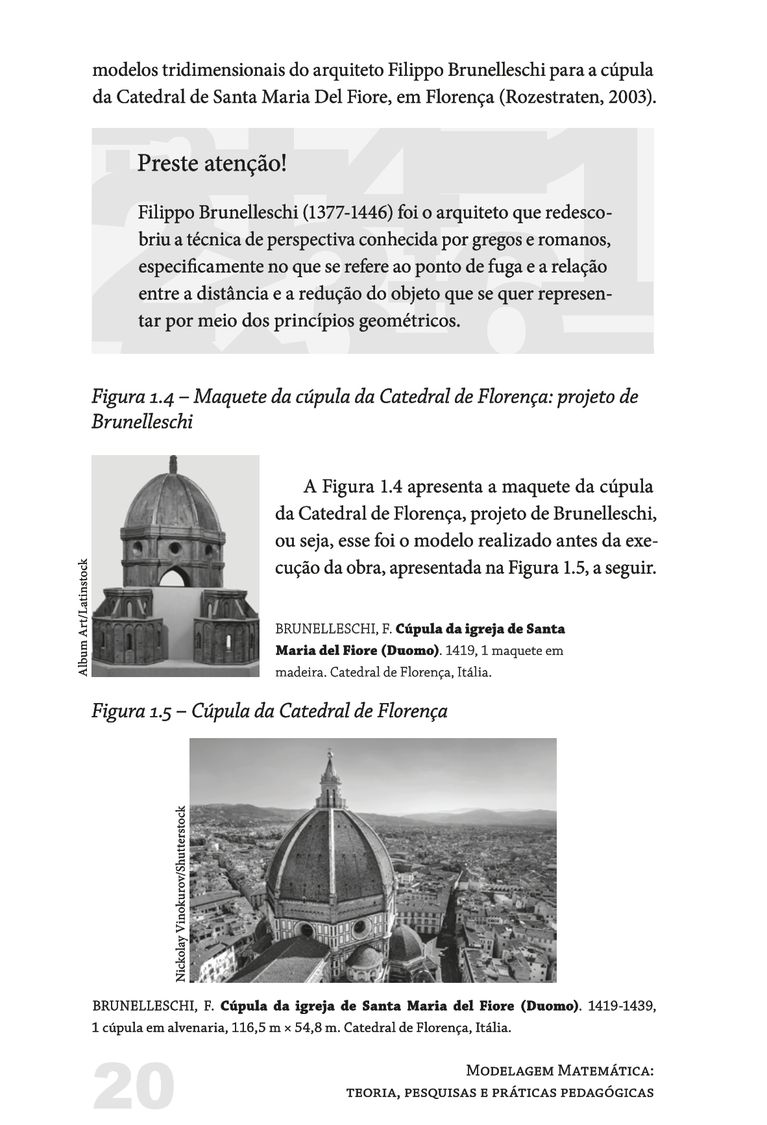 modelos tridimensionais do arquiteto Filippo Brunelleschi para a cúpula
da Catedral de Santa Maria Del Fiore, em Florença (Rozestraten, 2003).
Preste atenção!
Filippo Brunelleschi (1377-1446) foi o arquiteto que redesco-
briu a técnica de perspectiva conhecida por gregos e romanos,
especificamente no que se refere ao ponto de fuga e a relação
entre a distância e a redução do objeto que se quer represen-
tar por meio dos princípios geométricos.
Figura 1.4 – Maquete da cúpula da Catedral de Florença: projeto de
Brunelleschi
Album Art/Latinstock
A Figura 1.4 apresenta a maquete da cúpula
da Catedral de Florença, projeto de Brunelleschi,
ou seja, esse foi o modelo realizado antes da exe-
cução da obra, apresentada na Figura 1.5, a seguir.
BRUNELLESCHI, F. Cúpula da igreja de Santa
Maria del Fiore (Duomo). 1419, 1 maquete em
madeira. Catedral de Florença, Itália.
Figura 1.5 – Cúpula da Catedral de Florença
Nickolay Vinokurov/Shutterstock
BRUNELLESCHI, F. Cúpula da igreja de Santa Maria del Fiore (Duomo). 1419-1439,
1 cúpula em alvenaria, 116,5 m × 54,8 m. Catedral de Florença, Itália.
20
Modelagem Matemática:
teoria, pesquisas e práticas pedagógicas